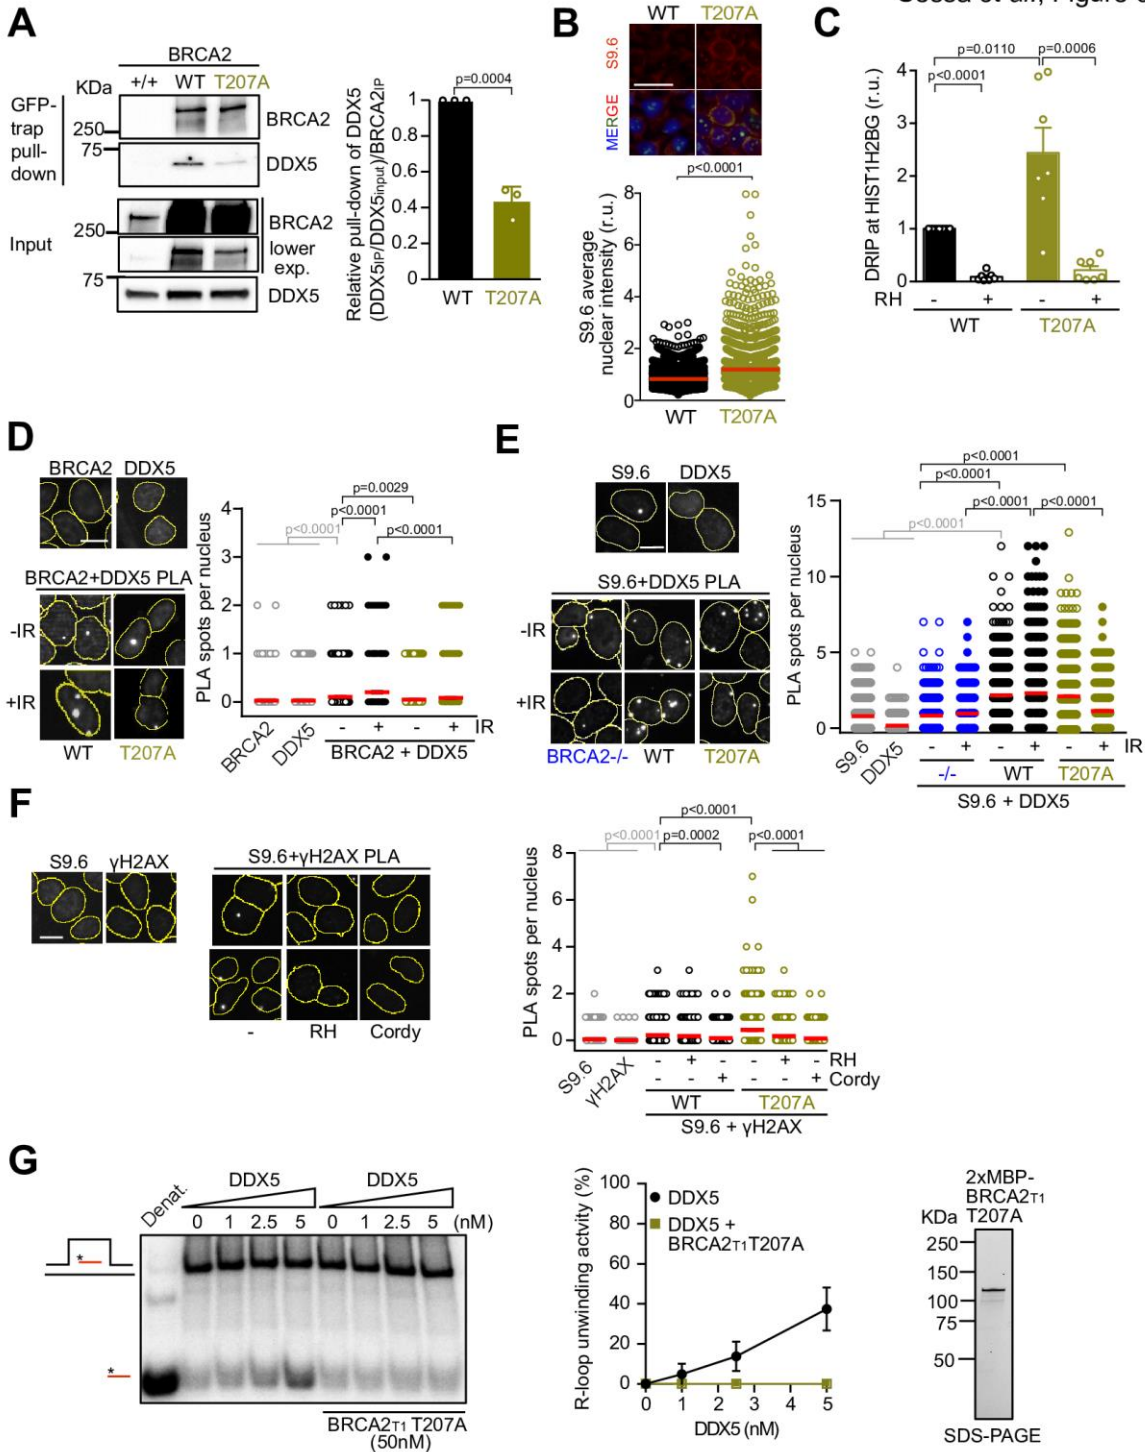 A
BRCA2
+/+ WT T207A
KDa
GFP-
trap
pull-
down
250
75
BRCA2
DDX5
Input
250
75
BRCA2
lower
exp.
DDX5
Relative pull-down of DDX5
(DDX5IP/DDX5input)/BRCA2IP
p=0.0004
1
0.8
0.6
0.4
0.2
0
WT
T207A
B
WT T207A
S9.6
MERGE
p<0.0001
S9.6 average
nuclear intensity (r.u.)
8
6
4
2
0
WT T207A
C
p=0.0110 p=0.0006
p<0.0001
DRIP at HIST1H2BG (r.u.)
4
3
2
1
0
RH - + - +
WT T207A
D
BRCA2 DDX5
BRCA2+DDX5 PLA
-IR
+IR
WT T207A
PLA spots per nucleus
4
3
2
1
0
p=0.0029
p<0.0001
p<0.0001 p<0.0001
BRCA2 DDX5 - + - + IR
BRCA2 + DDX5
E
S9.6 DDX5
S9.6+DDX5 PLA
-IR
+IR
BRCA2-/- WT T207A
PLA spots per nucleus
15
10
5
0
p<0.0001
p<0.0001
p<0.0001 p<0.0001
p<0.0001
S9.6 DDX5 - + - + - + IR
-/- WT T207A
S9.6 + DDX5
F
S9.6 γH2AX
S9.6+γH2AX PLA
- RH Cordy
PLA spots per nucleus
8
6
4
2
0
p<0.0001
p<0.0001 p=0.0002 p<0.0001
S9.6 γH2AX
- + - - + - RH
- - + - - + Cordy
WT T207A
S9.6 + γH2AX
G
Denat.
DDX5 DDX5
0 1 2.5 5 0 1 2.5 5 (nM)
*
*
BRCA2T1 T207A
(50nM)
R-loop unwinding activity (%)
100
80
60
40
20
0
DDX5
DDX5 +
BRCA2T1T207A
0 1 2 3 4 5
DDX5 (nM)
2xMBP-
BRCA2T1
T207A
KDa
250
150
100
75
50
SDS-PAGE